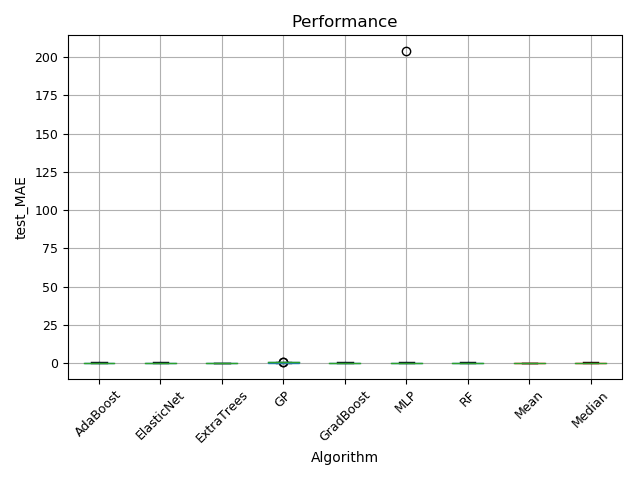 Performance
test_MAE
200
175
150
125
100
75
50
25
0
AdaBoost
ElasticNet
ExtraTrees
GP
GradBoost
MLP
RF
Mean
Median
Algorithm